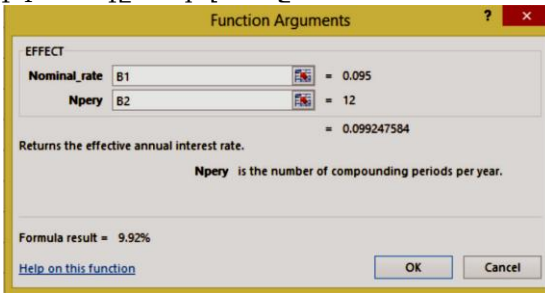 Function Arguments ? ×
EFFECT
Nominal_rate B1 = 0.095
Npery B2 = 12
= 0.099247584
Returns the effective annual interest rate.
Npery is the number of compounding periods per year.
Formula result = 9.92%
Help on this function OK Cancel